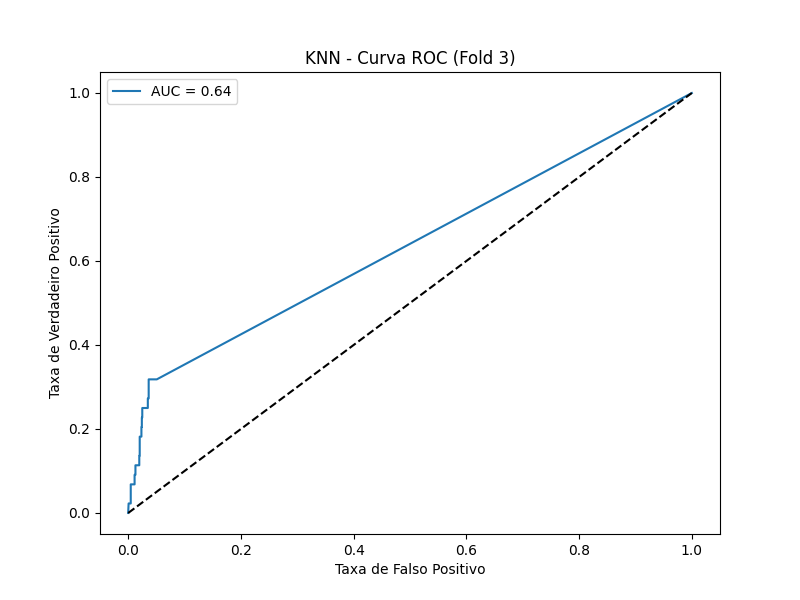 KNN - Curva ROC (Fold 3)
AUC = 0.64
Taxa de Verdadeiro Positivo
1.0
0.8
0.6
0.4
0.2
0.0
0.0 0.2 0.4 0.6 0.8 1.0
Taxa de Falso Positivo